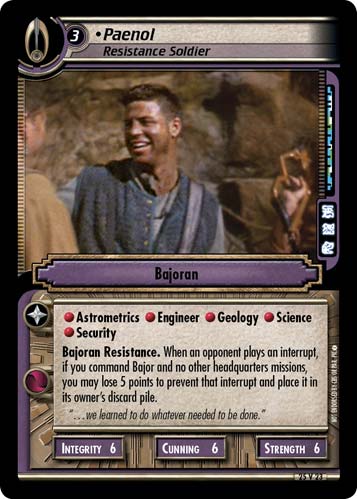 3
•Paenol
Resistance Soldier
Bajoran
Astrometrics Engineer Geology Science
Security
Bajoran Resistance. When an opponent plays an interrupt,
if you command Bajor and no other headquarters missions,
you may lose 5 points to prevent that interrupt and place it in
its owner's discard pile.
"…we learned to do whatever needed to be done."
INTEGRITY 6 CUNNING 6 STRENGTH 6
25 V 23